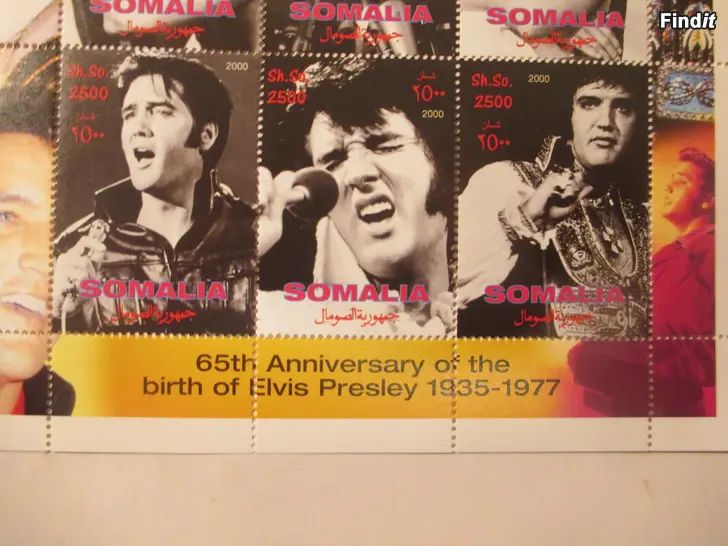 Findit
SOMALIA
SOMALIA
SOMALIA
جمهورية الصومال
جمهورية الصومال
جمهورية الصومال
Sh.So.
2500
شلن
٢٥٠٠
2000
Sh.So.
2500
شلن
٢٥٠٠
2000
Sh.So.
2500
شلن
٢٥٠٠
2000
SOMALIA
جمهورية الصومال
SOMALIA
جمهورية الصومال
SOMALIA
جمهورية الصومال
65th Anniversary of the
birth of Elvis Presley 1935-1977